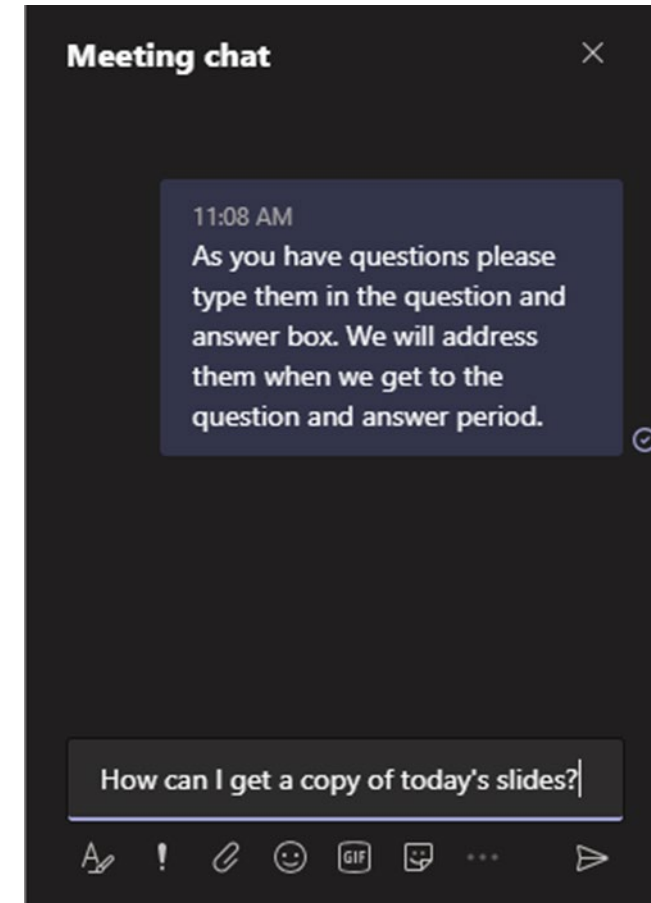 Meeting chat
11:08 AM
As you have questions please
type them in the question and
answer box. We will address
them when we get to the
question and answer period.
How can I get a copy of today's slides?
GIF